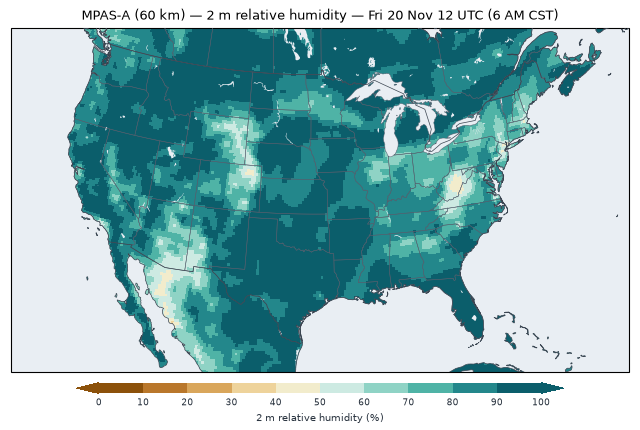 MPAS-A (60 km) — 2 m relative humidity — Fri 20 Nov 12 UTC (6 AM CST)
0 10 20 30 40 50 60 70 80 90 100
2 m relative humidity (%)